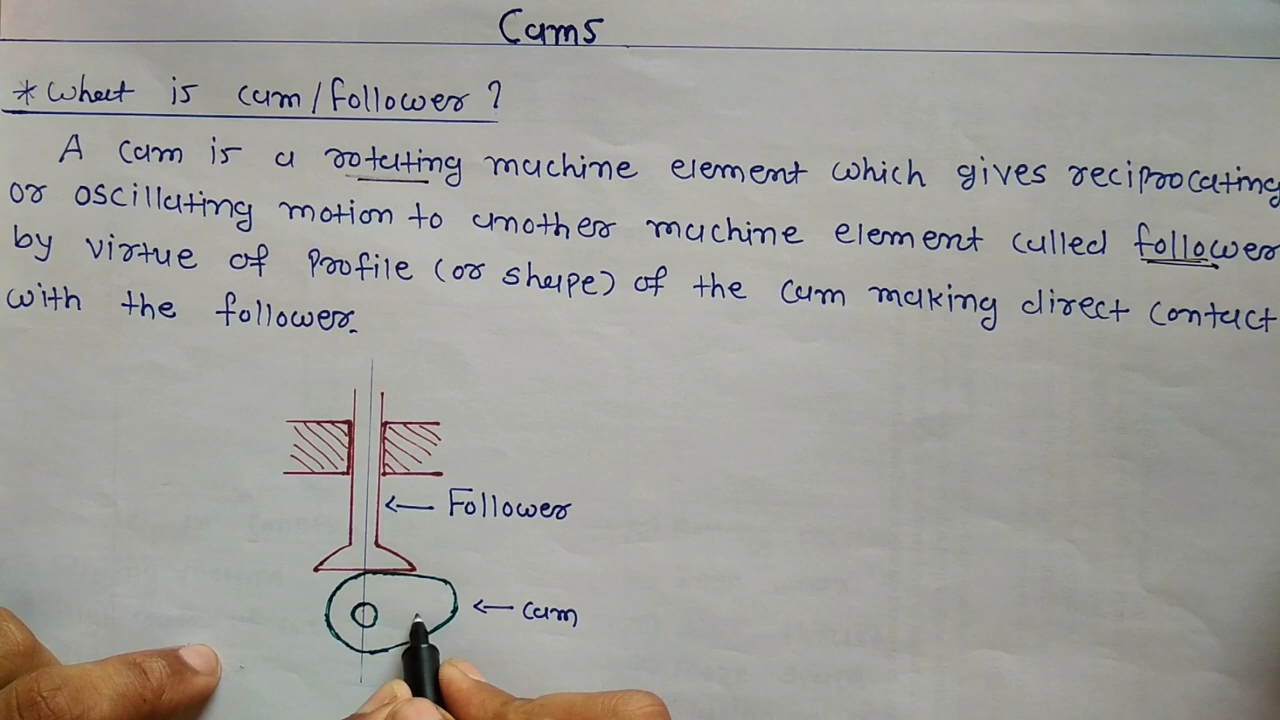 Cams
* What is cam/follower ?
A cam is a rotating machine element which gives reciprocating
or oscillating motion to another machine element called follower
by virtue of profile (or shape) of the cam making direct contact
with the follower.
← Follower
← cam